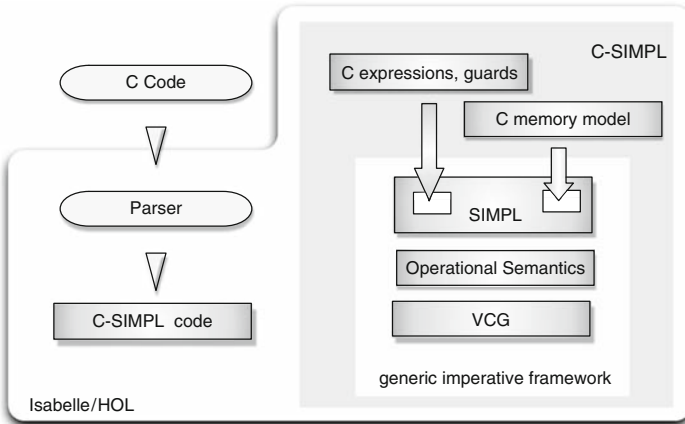 C-SIMPL
C expressions, guards
C Code
C memory model
Parser
SIMPL
Operational Semantics
C-SIMPL code
VCG
generic imperative framework
Isabelle/HOL